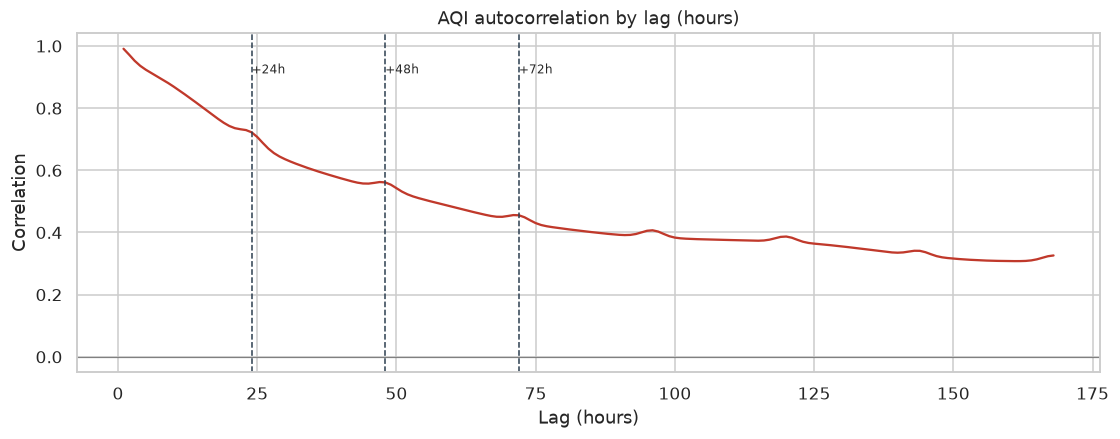 AQI autocorrelation by lag (hours)
1.0
0.8
0.6
0.4
0.2
0.0
Correlation
+24h
+48h
+72h
0 25 50 75 100 125 150 175
Lag (hours)